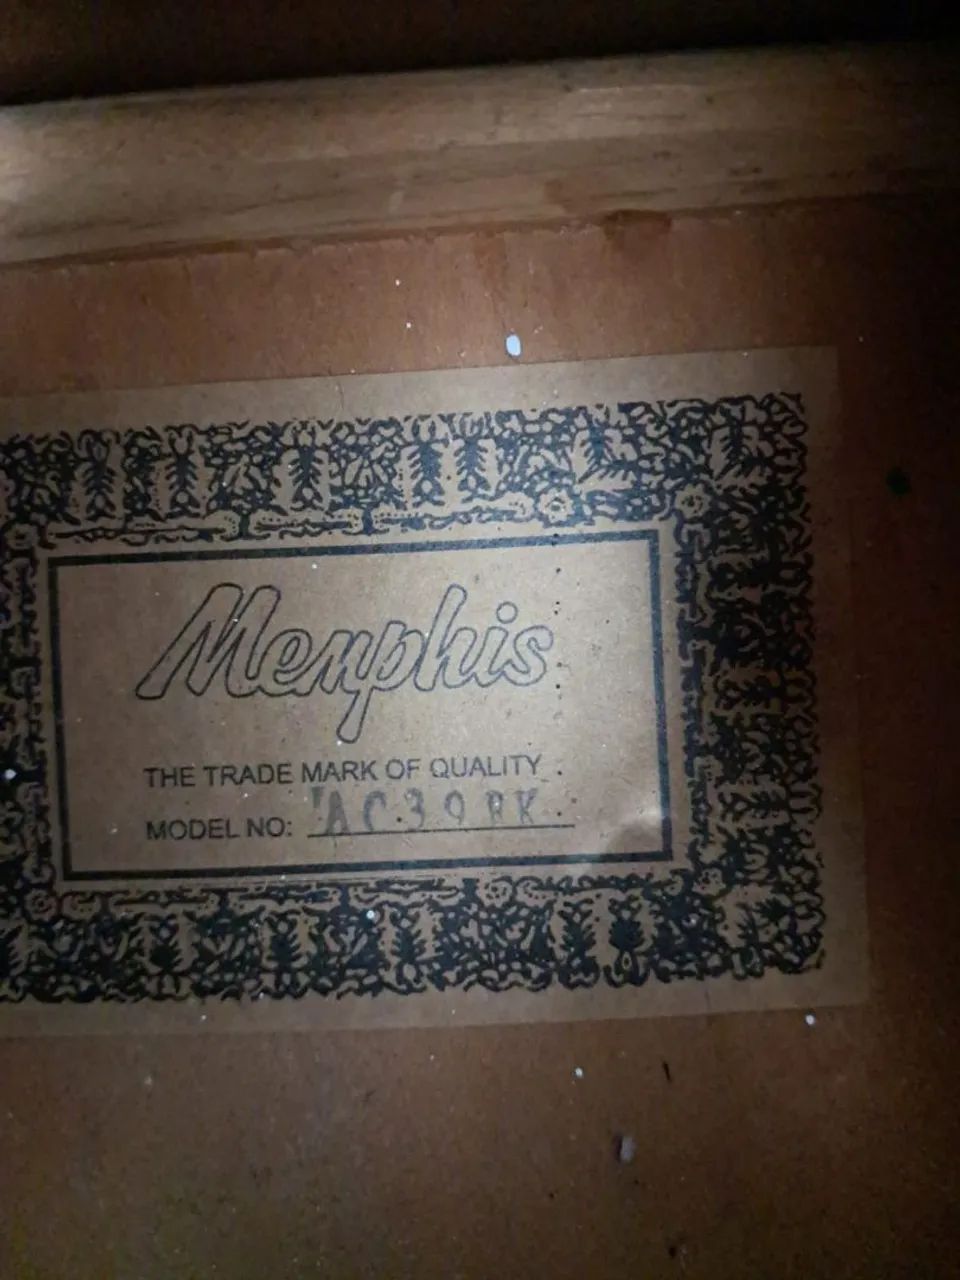 Memphis
THE TRADE MARK OF QUALITY
MODEL NO: AC39BK